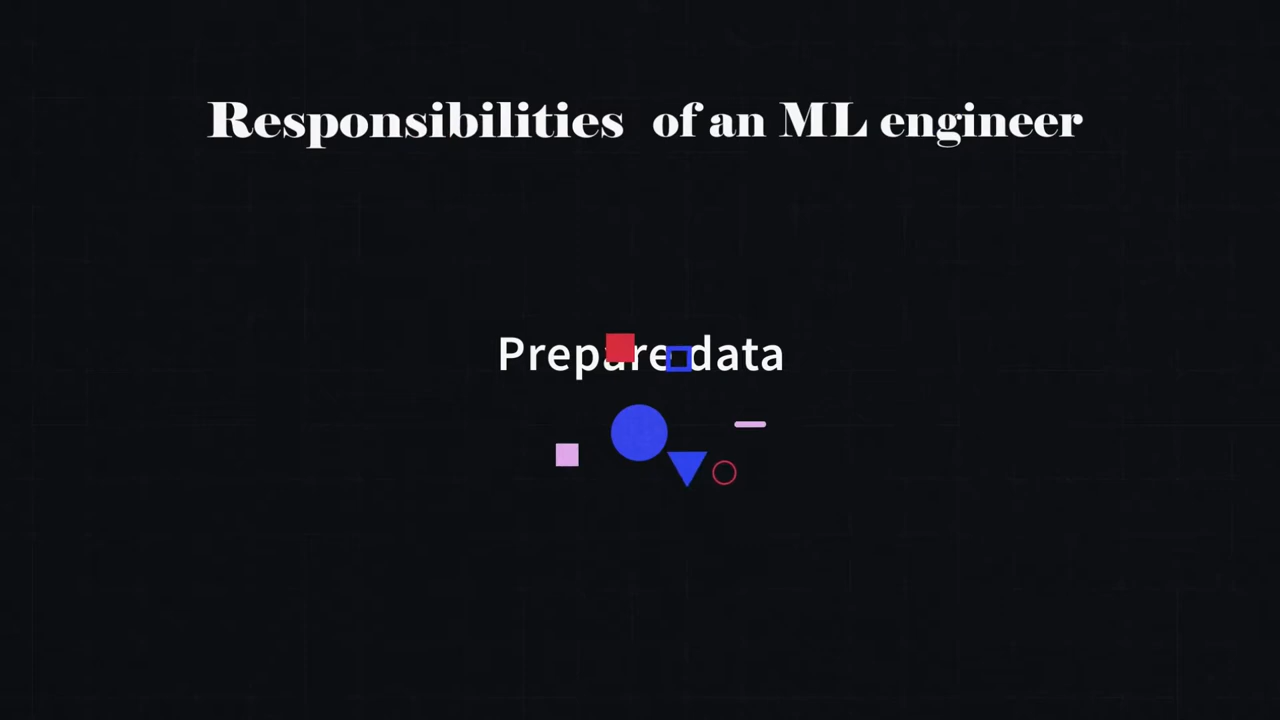 Responsibilities of an ML engineer
Prepare data